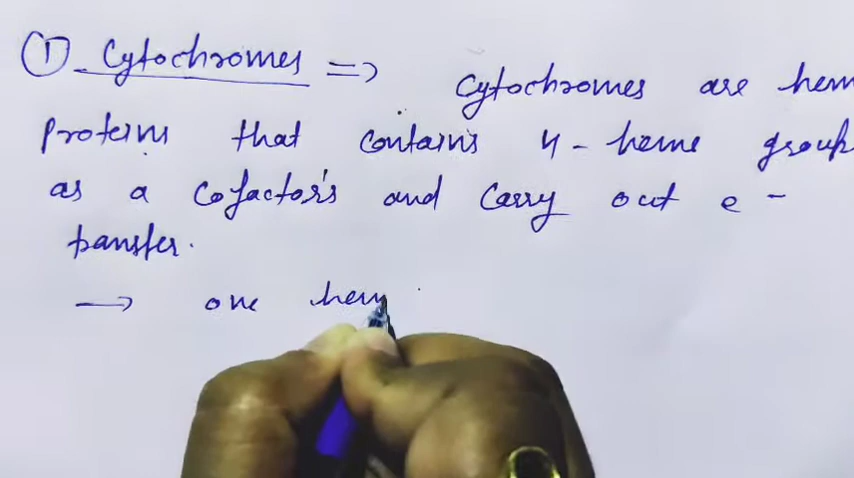 ① Cytochromes => Cytochromes are hem
Proteins that contains 4 - heme group
as a cofactor's and carry out e -
transfer.
→ one hem